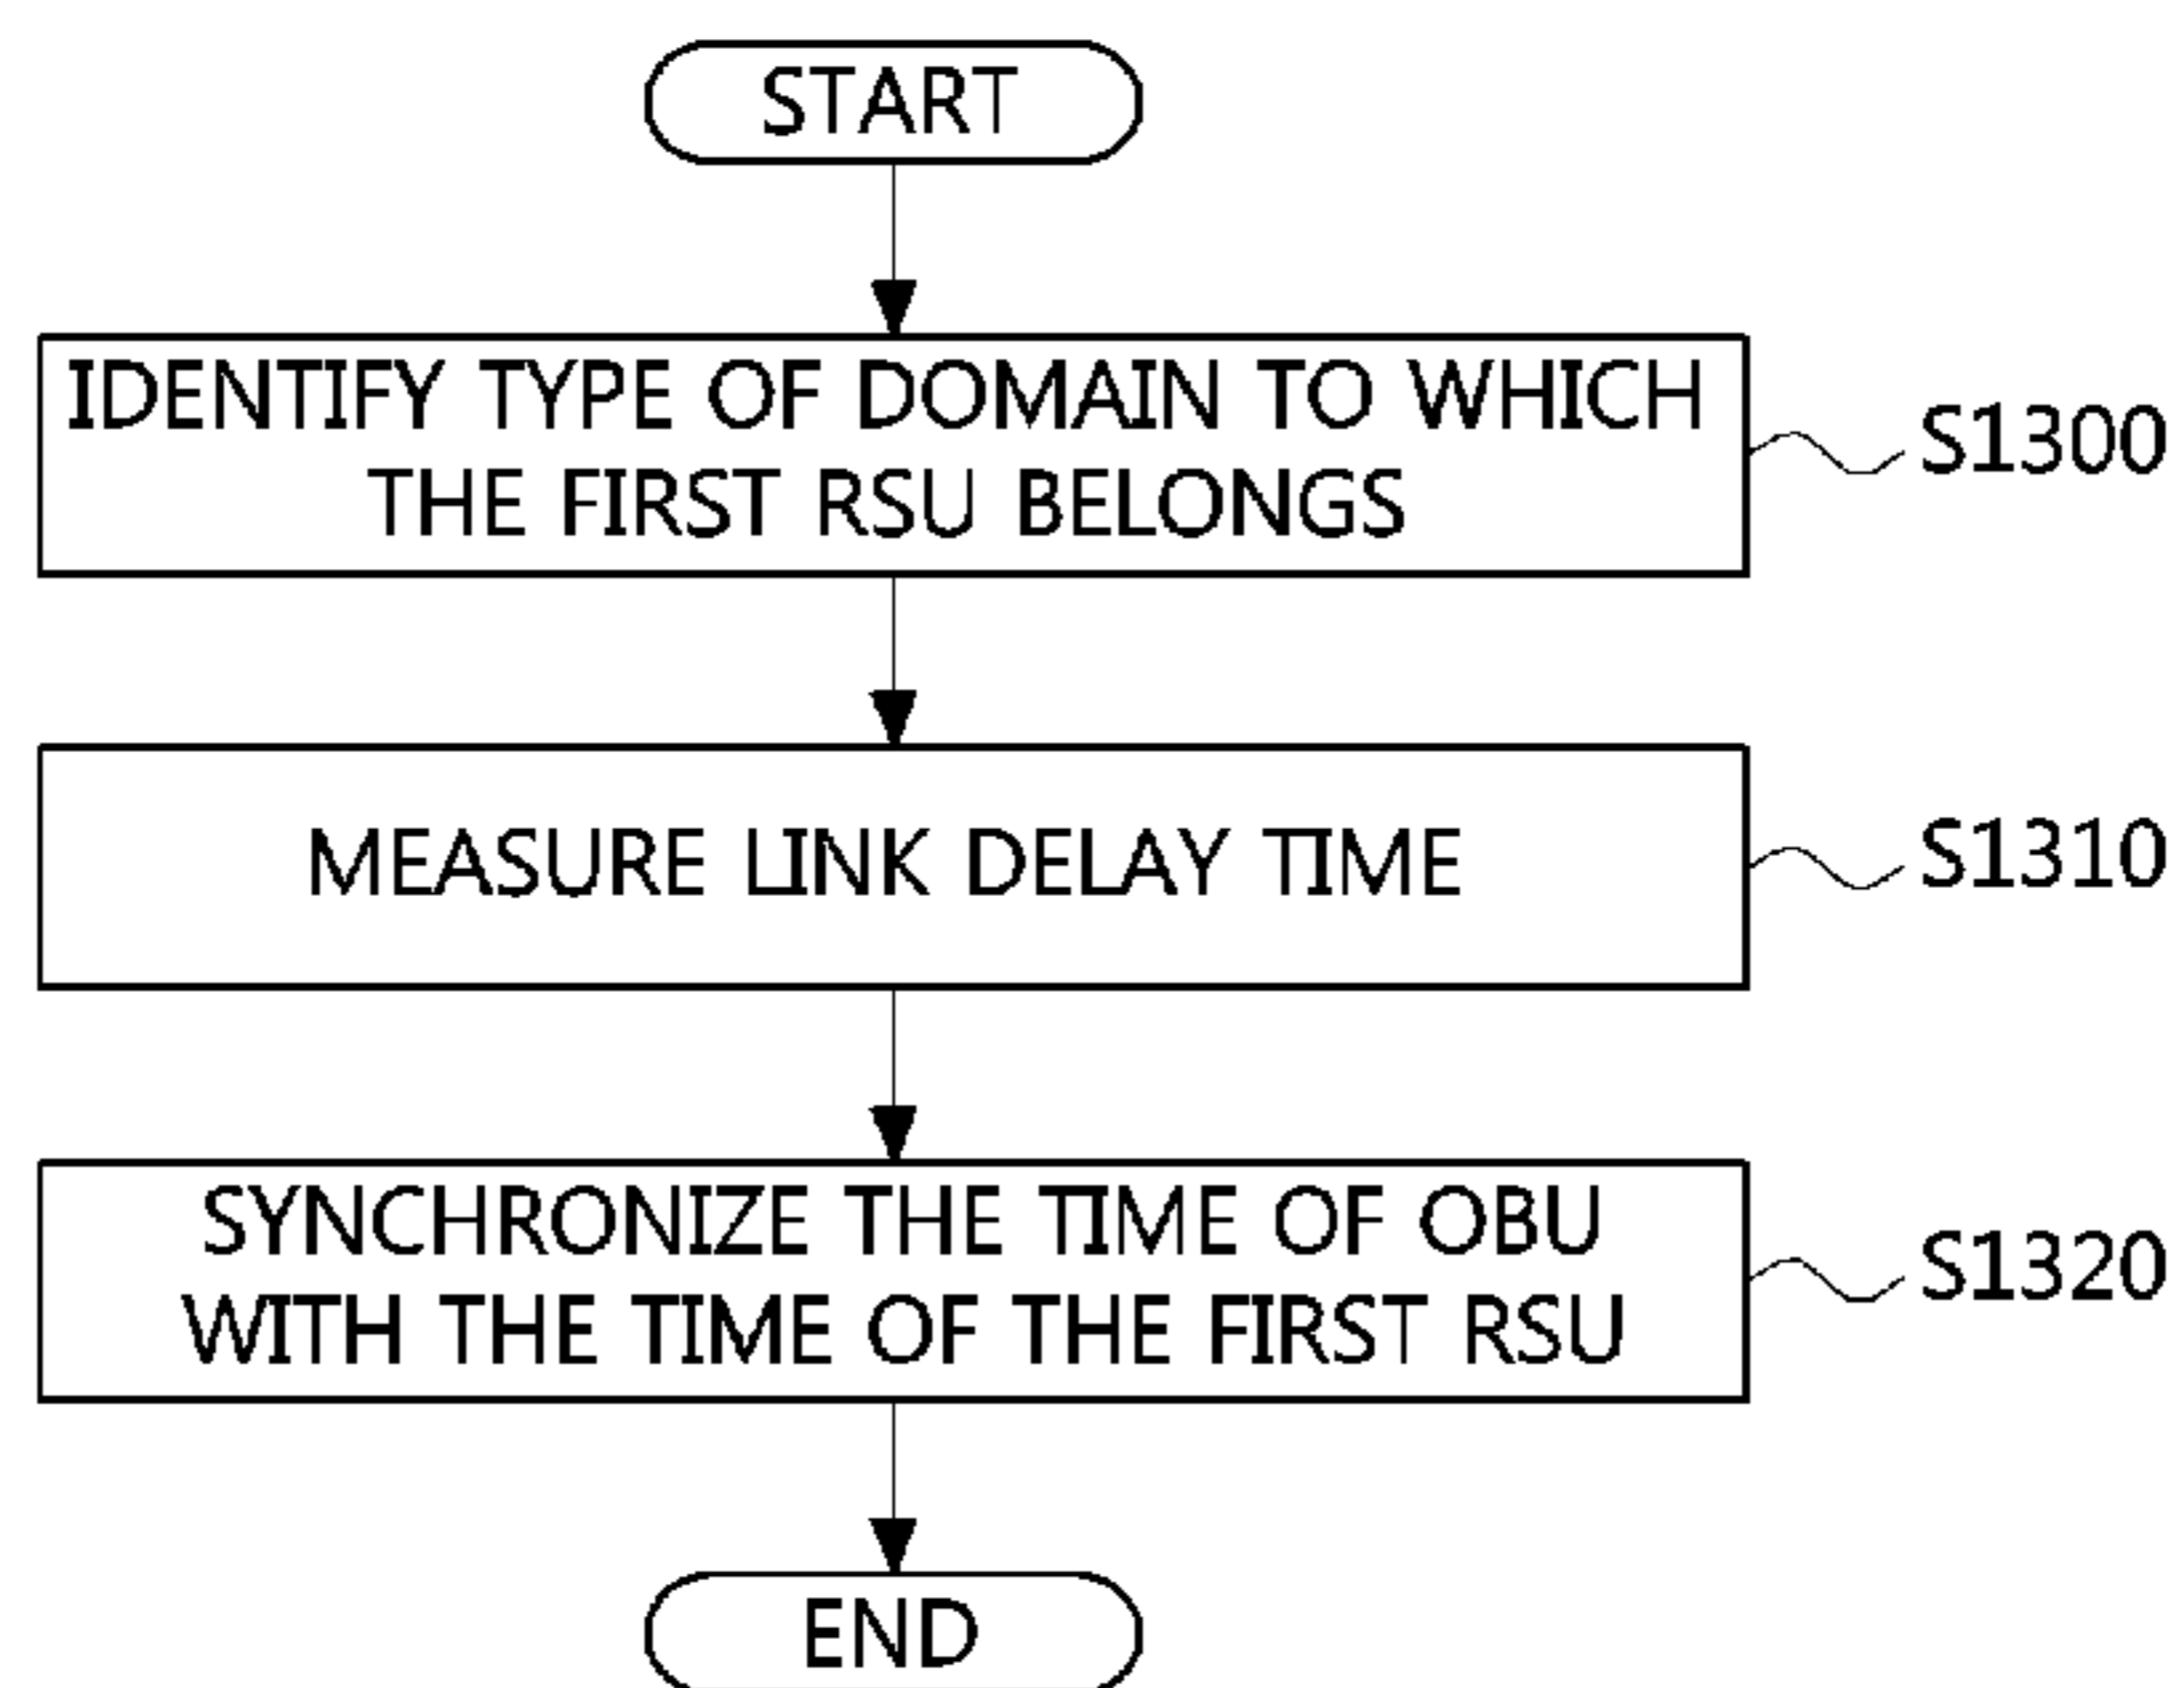 START
IDENTIFY TYPE OF DOMAIN TO WHICH
THE FIRST RSU BELONGS
S1300
MEASURE LINK DELAY TIME
S1310
SYNCHRONIZE THE TIME OF OBU
WITH THE TIME OF THE FIRST RSU
S1320
END